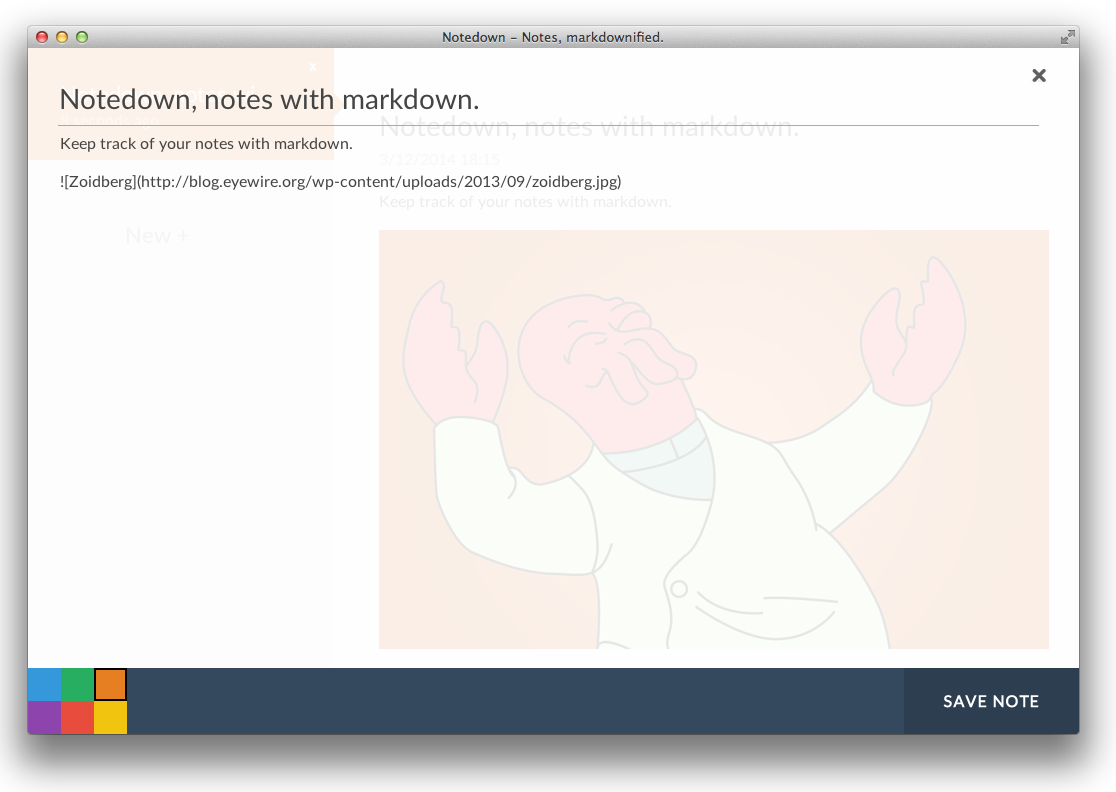 Notedown – Notes, markdownified.
x
Notedown, notes with markdown.
Keep track of your notes with markdown.
![Zoidberg](http://blog.eyewire.org/wp-content/uploads/2013/09/zoidberg.jpg)
New +
Notedown, notes with markdown.
3/12/2014 18:15
Keep track of your notes with markdown.
SAVE NOTE